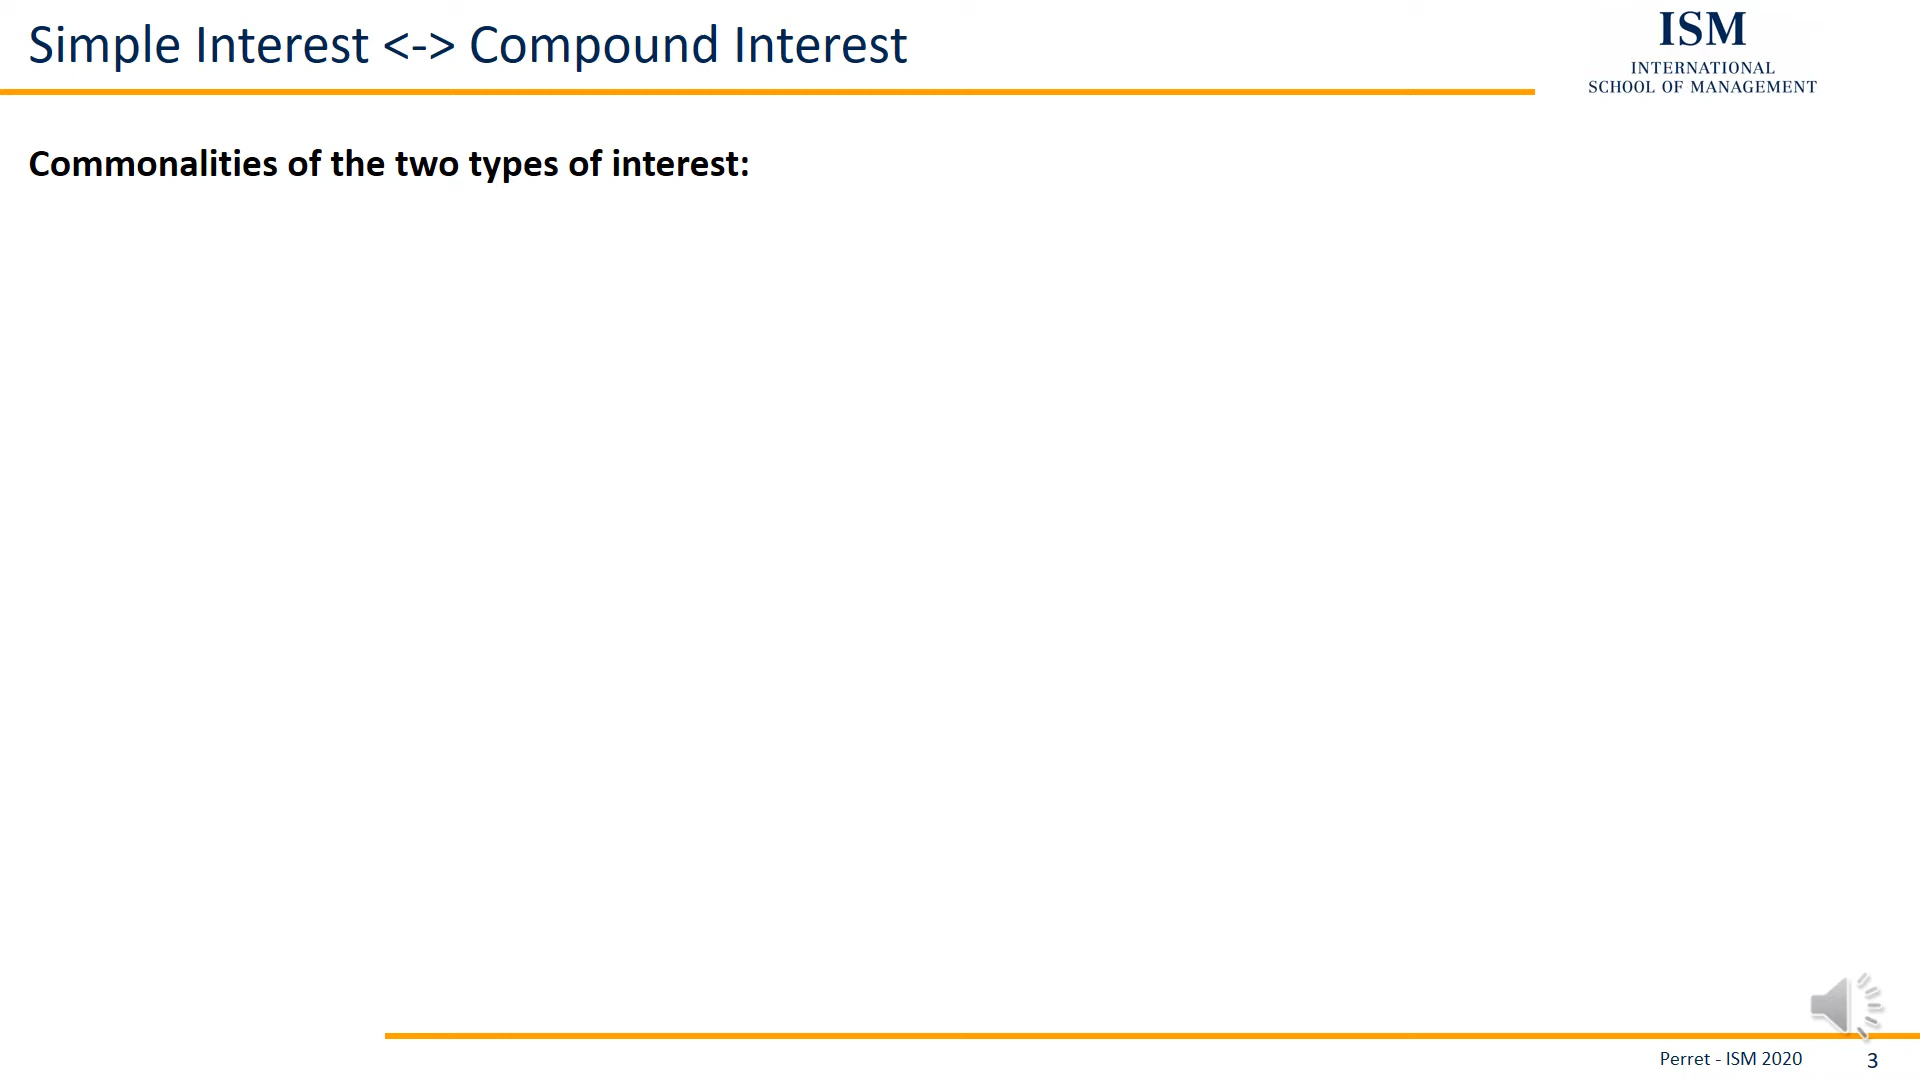 Simple Interest <-> Compound Interest
ISM
INTERNATIONAL
SCHOOL OF MANAGEMENT
Commonalities of the two types of interest:
Perret - ISM 2020
3